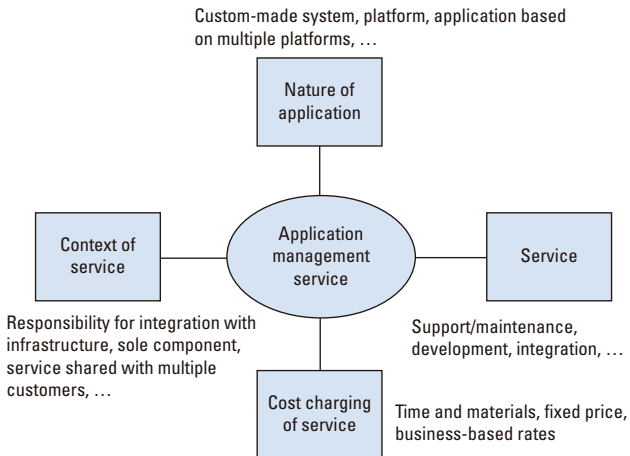 Custom-made system, platform, application based
on multiple platforms, …
Nature of
application
Context of
service
Application
management
service
Service
Responsibility for integration with
infrastructure, sole component,
service shared with multiple
customers, …
Support/maintenance,
development, integration, …
Cost charging
of service
Time and materials, fixed price,
business-based rates